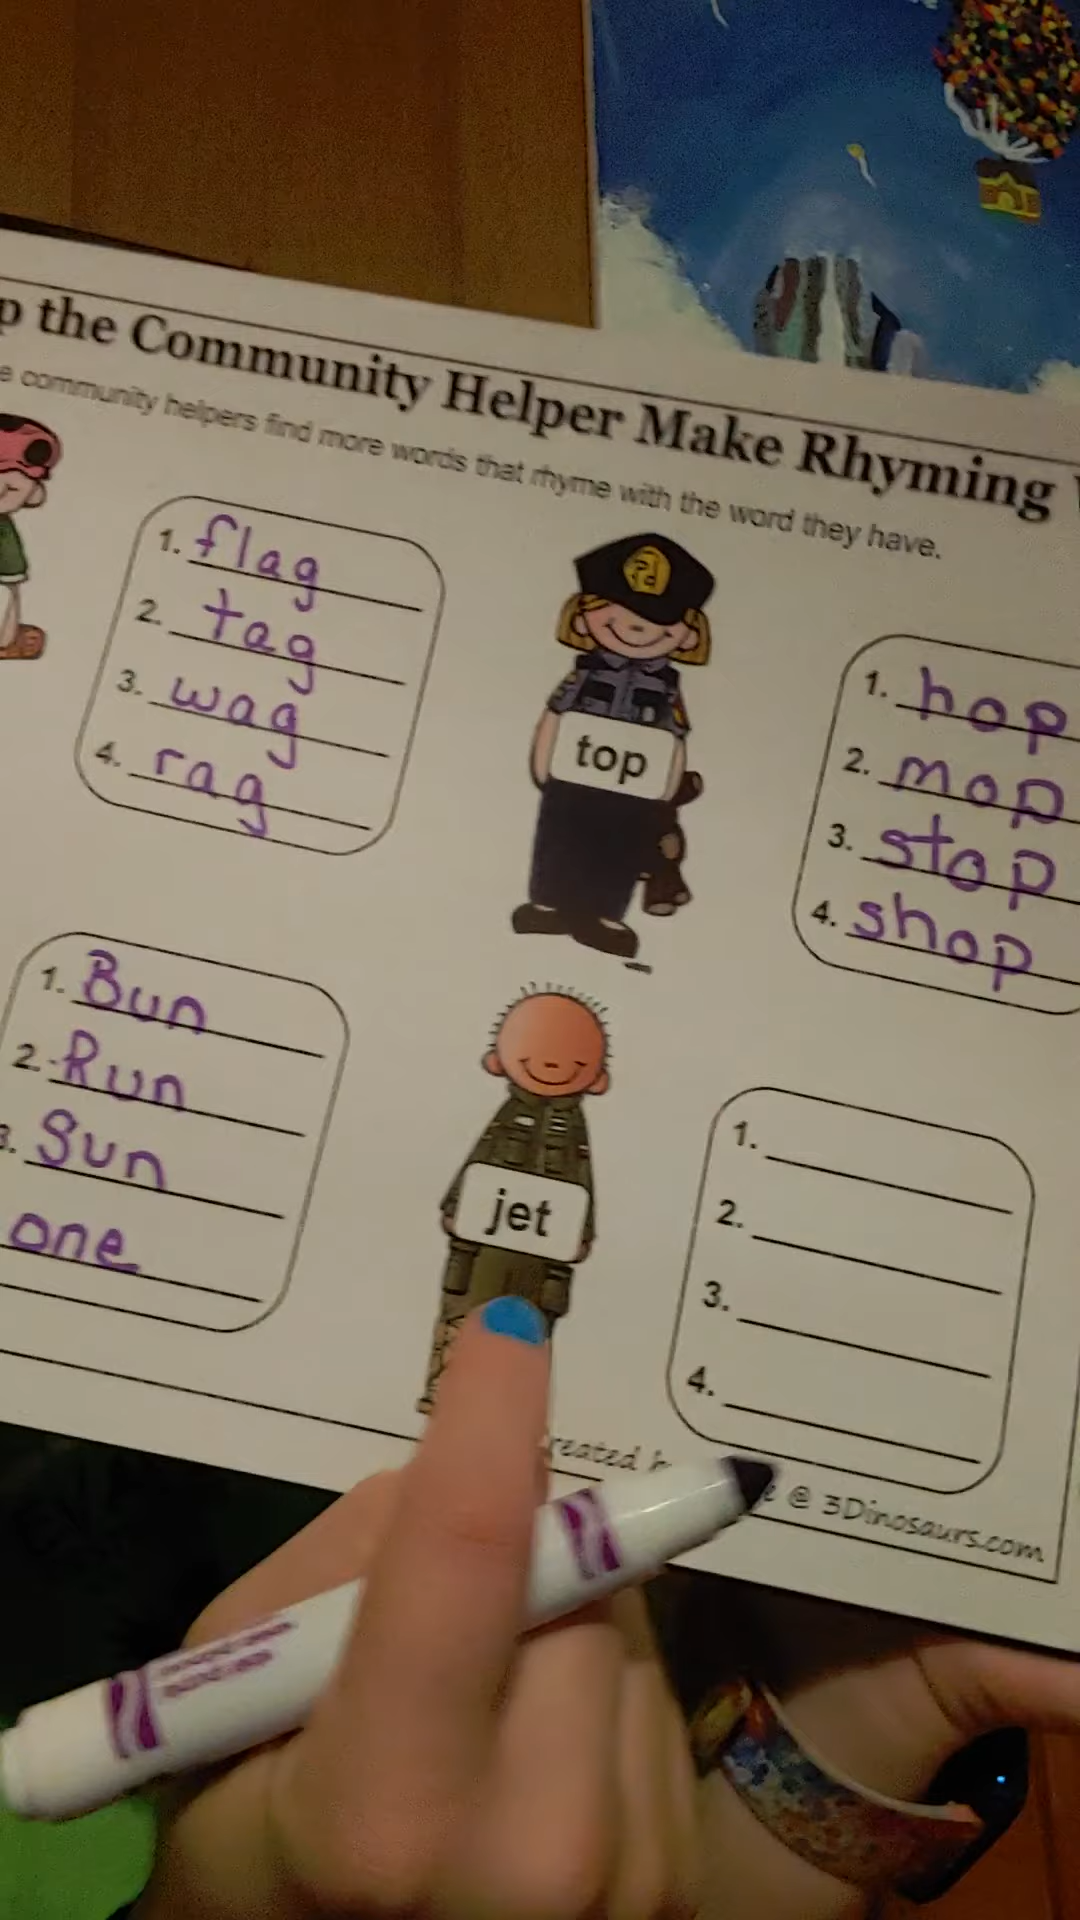 p the Community Helper Make Rhyming
e community helpers find more words that rhyme with the word they have.
1. flag
2. tag
3. wag
4. rag
Pd
top
1. hop
2. mop
3. stop
4. shop
1. Bun
2. Run
3. Sun
one
jet
1.
2.
3.
4.
reated
@ 3Dinosaurs.com